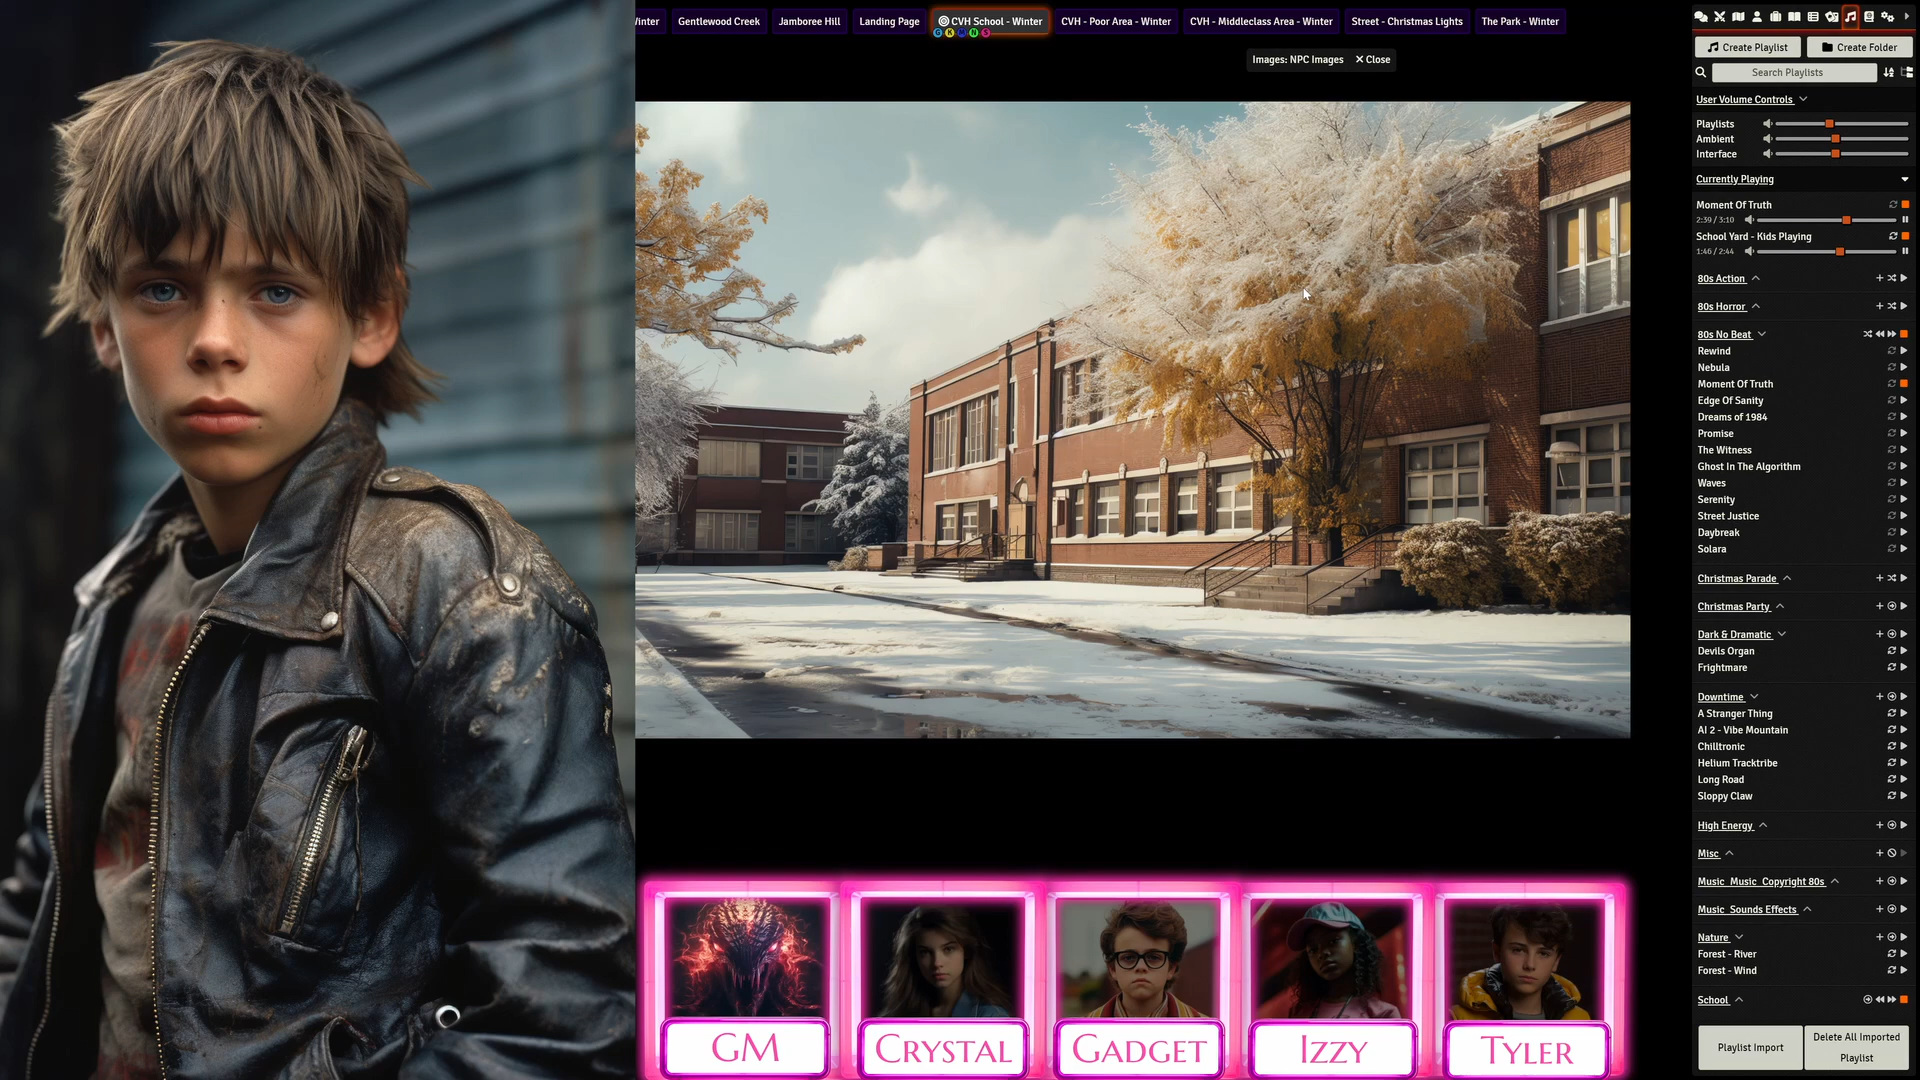 Winter
Gentlewood Creek
Jamboree Hill
Landing Page
CVH School - Winter
G K M N S
CVH - Poor Area - Winter
CVH - Middleclass Area - Winter
Street - Christmas Lights
The Park - Winter
Images: NPC Images
Close
Create Playlist
Create Folder
Search Playlists
User Volume Controls
Playlists
Ambient
Interface
Currently Playing
Moment Of Truth
2:39 / 3:10
School Yard - Kids Playing
1:46 / 2:44
80s Action
80s Horror
80s No Beat
Rewind
Nebula
Moment Of Truth
Edge Of Sanity
Dreams of 1984
Promise
The Witness
Ghost In The Algorithm
Waves
Serenity
Street Justice
Daybreak
Solara
Christmas Parade
Christmas Party
Dark & Dramatic
Devils Organ
Frightmare
Downtime
A Stranger Thing
AI 2 - Vibe Mountain
Chilltronic
Helium Tracktribe
Long Road
Sloppy Claw
High Energy
Misc
Music_Music_Copyright 80s
Music_Sounds Effects
Nature
Forest - River
Forest - Wind
School
Playlist Import
Delete All Imported
Playlist
GM
Crystal
Gadget
Izzy
Tyler